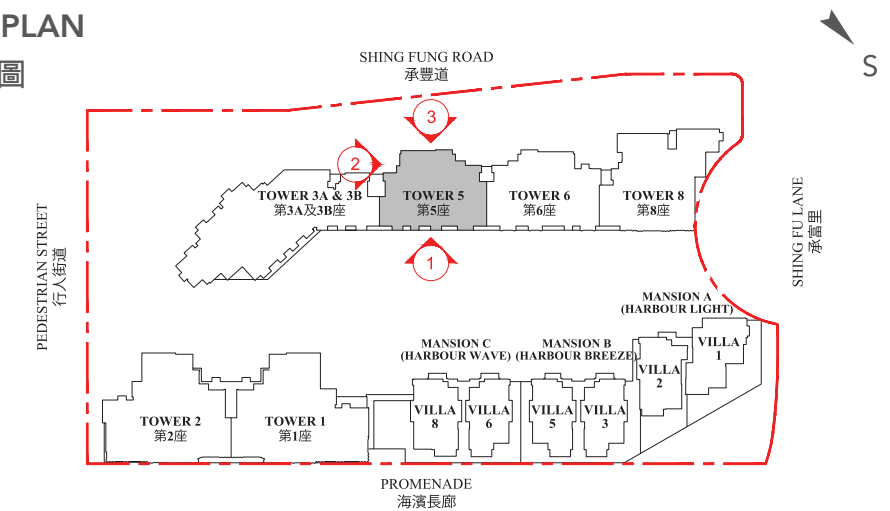 PLAN
圖
S
SHING FUNG ROAD
承豐道
3
2
TOWER 3A & 3B
第3A及3B座
TOWER 5
第5座
TOWER 6
第6座
TOWER 8
第8座
1
PEDESTRIAN STREET
行人街道
SHING FU LANE
承富里
MANSION A
(HARBOUR LIGHT)
MANSION C
(HARBOUR WAVE)
MANSION B
(HARBOUR BREEZE)
VILLA
1
VILLA
2
VILLA
8
VILLA
6
VILLA
5
VILLA
3
TOWER 2
第2座
TOWER 1
第1座
PROMENADE
海濱長廊